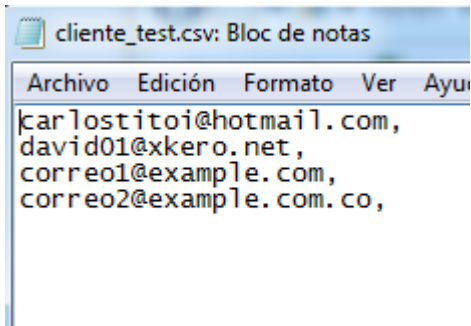 cliente_test.csv: Bloc de notas
Archivo Edición Formato Ver
carlostitoi@hotmail.com,
david01@xkero.net,
correo1@example.com,
correo2@example.com.co,